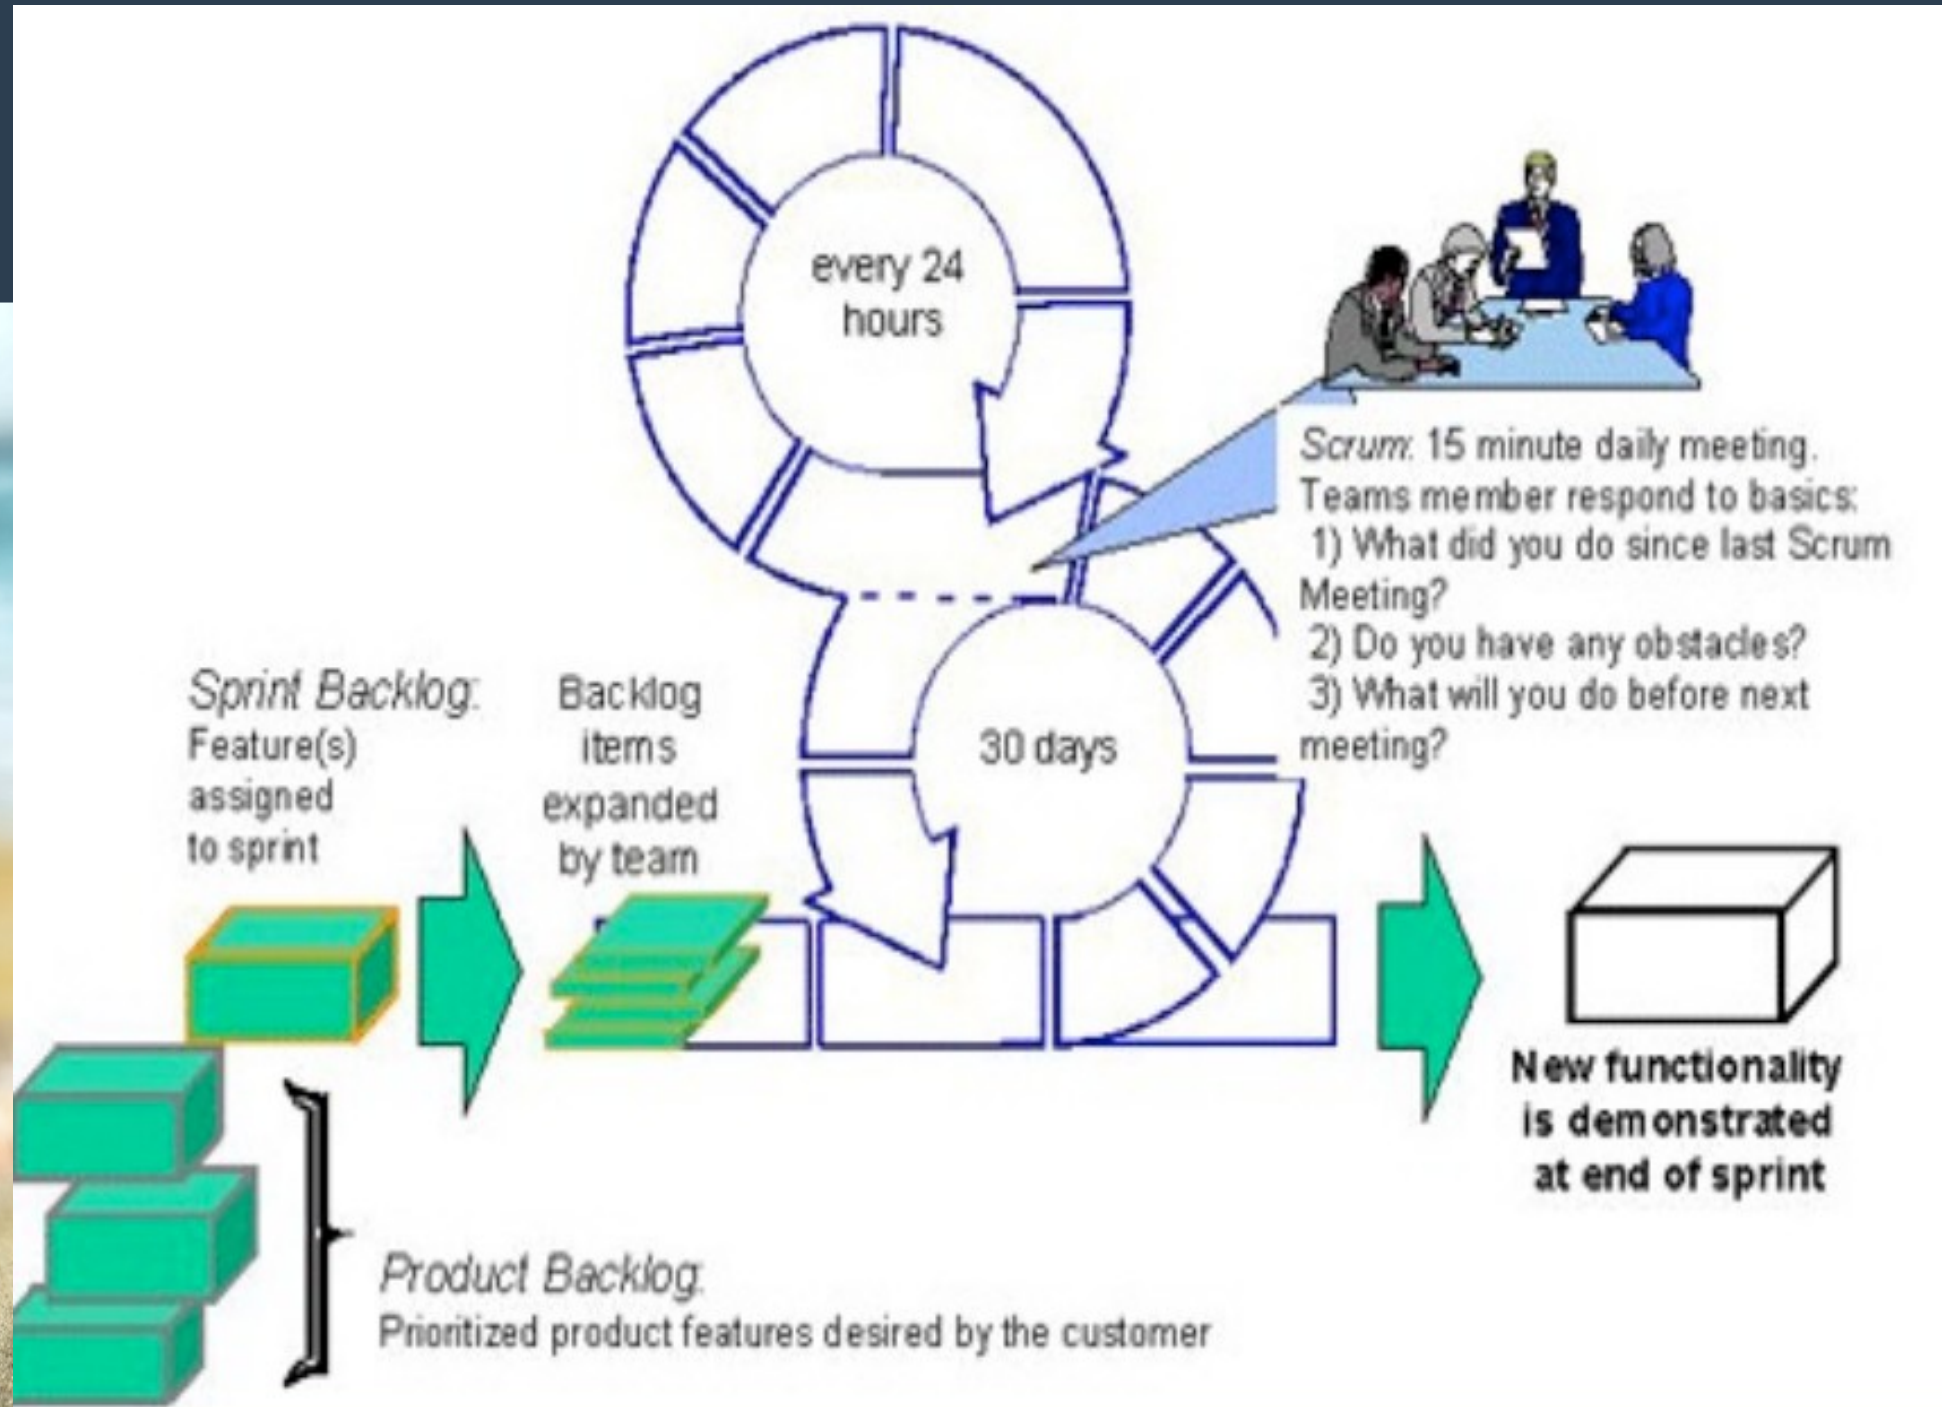 every 24
hours
Scrum: 15 minute daily meeting.
Teams member respond to basics:
1) What did you do since last Scrum
Meeting?
2) Do you have any obstacles?
3) What will you do before next
meeting?
Sprint Backlog:
Feature(s)
assigned
to sprint
Backlog
items
expanded
by team
30 days
New functionality
is demonstrated
at end of sprint
Product Backlog:
Prioritized product features desired by the customer